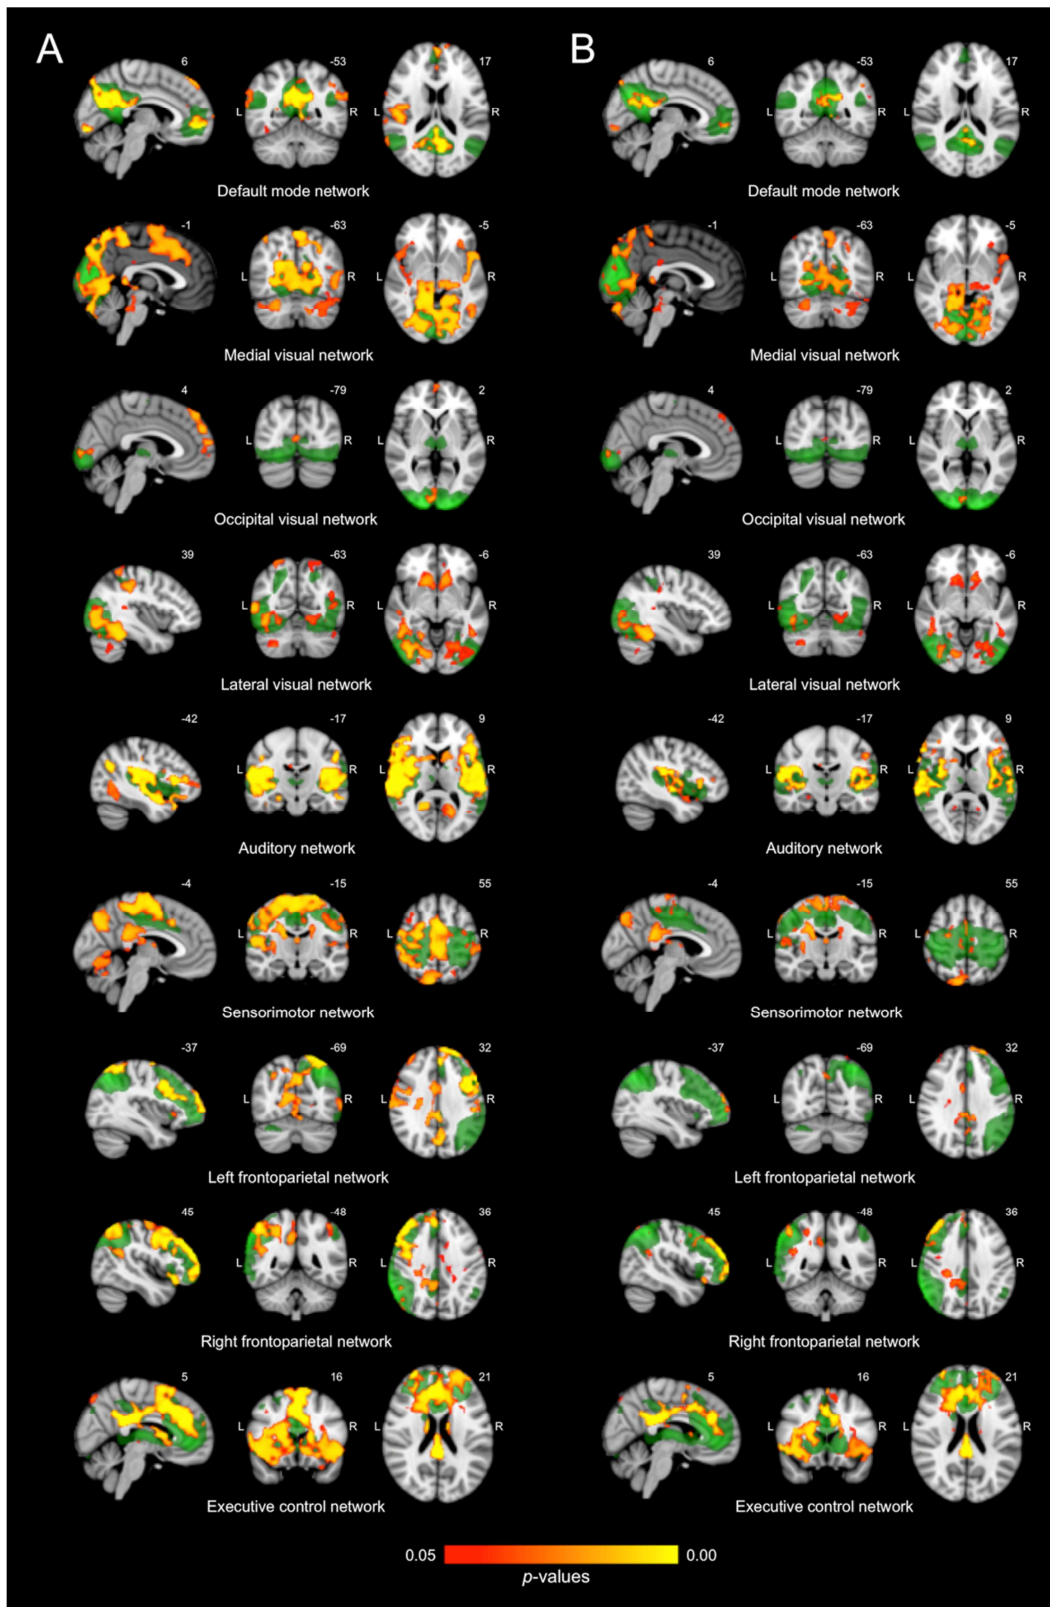 A B
6 -53 17 6 -53 17
L R L R
Default mode network Default mode network
-1 -63 -5 -1 -63 -5
L R L R
Medial visual network Medial visual network
4 -79 2 4 -79 2
L R L R
Occipital visual network Occipital visual network
39 -63 -6 39 -63 -6
L R L R
Lateral visual network Lateral visual network
-42 -17 9 -42 -17 9
L R L R
Auditory network Auditory network
-4 -15 55 -4 -15 55
L R L R
Sensorimotor network Sensorimotor network
-37 -69 32 -37 -69 32
L R L R
Left frontoparietal network Left frontoparietal network
45 -48 36 45 -48 36
L R L R
Right frontoparietal network Right frontoparietal network
5 16 21 5 16 21
L R L R
Executive control network Executive control network
0.05 0.00
p-values